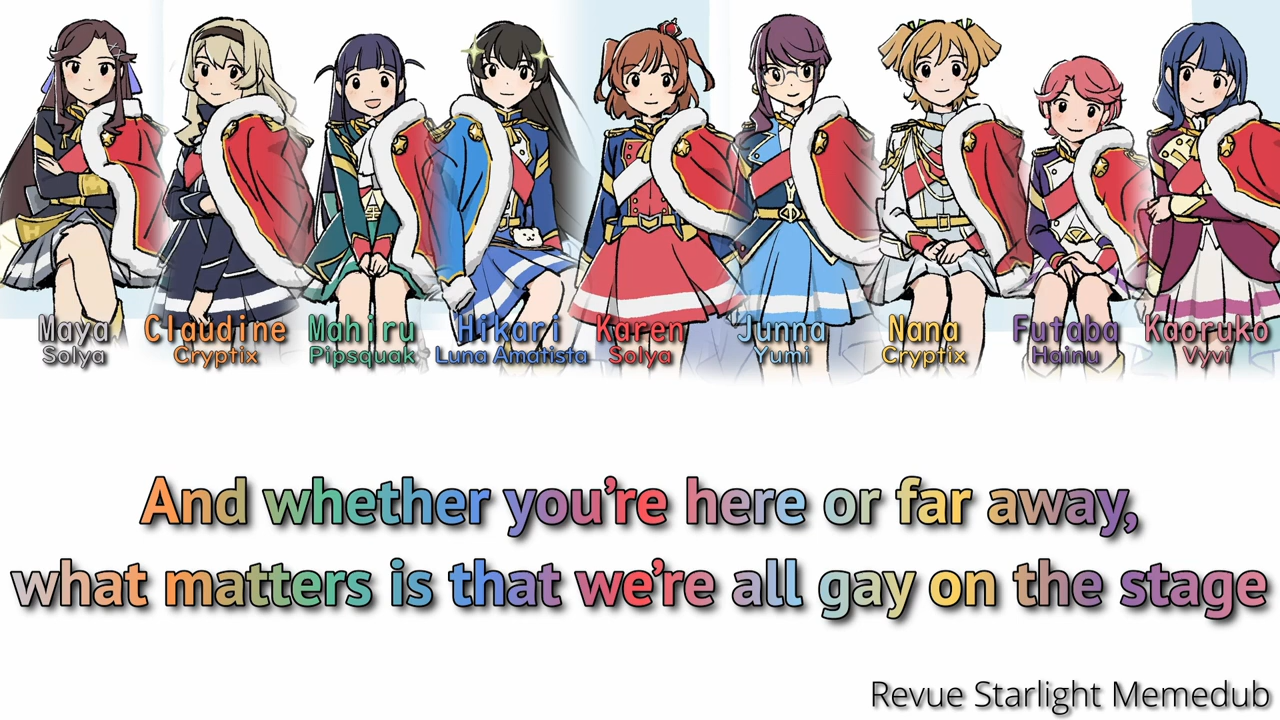 Maya Claudine Mahiru Hikari Karen Junna Nana Futaba Kaoruko
Solya Cryptix Pipsquak Luna Amatista Solya Yumi Cryptix Hainu Vyvi
And whether you're here or far away,
what matters is that we're all gay on the stage
Revue Starlight Memedub